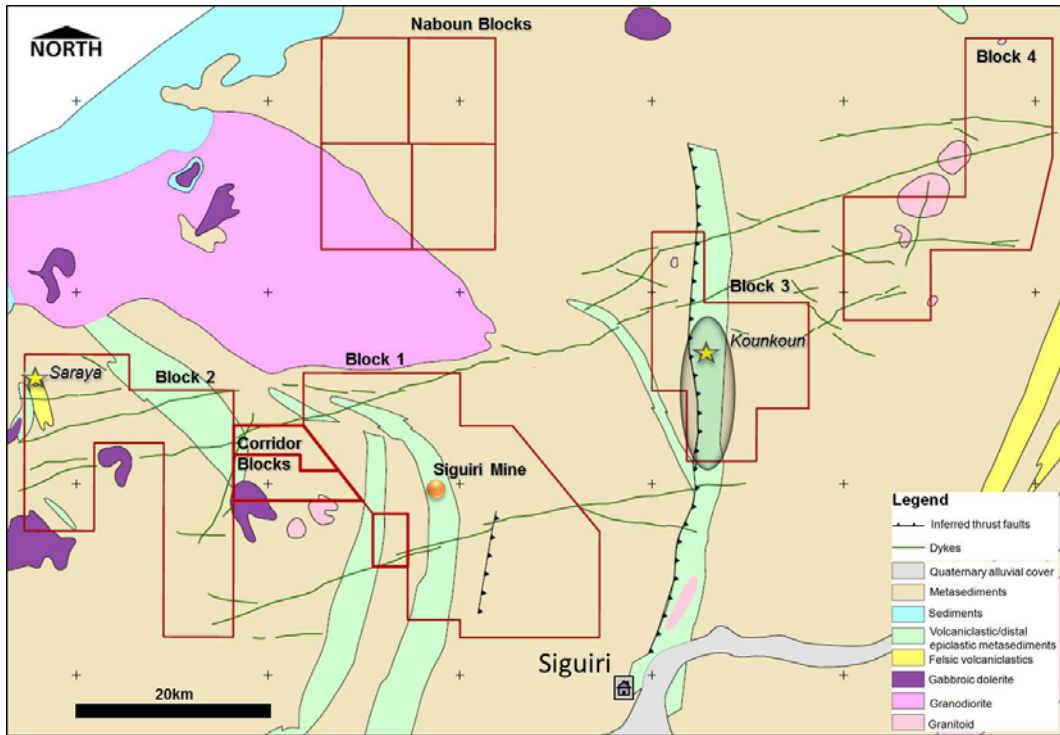 NORTH
Naboun Blocks
Block 4
Block 3
Kounkoun
Block 1
Saraya
Block 2
Corridor
Blocks
Siguiri Mine
Siguiri
20km
Legend
Inferred thrust faults
Dykes
Quaternary alluvial cover
Metasediments
Sediments
Volcaniclastic/distal
epiclastic metasediments
Felsic volcaniclastics
Gabbroic dolerite
Granodiorite
Granitoid